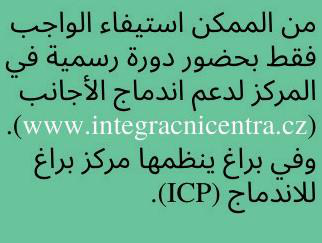 من الممكن استيفاء الواجب
فقط بحضور دورة رسمية في
المركز لدعم اندماج الأجانب
(www.integracnicentra.cz).
وفي براغ ينظمها مركز براغ
للاندماج (ICP).